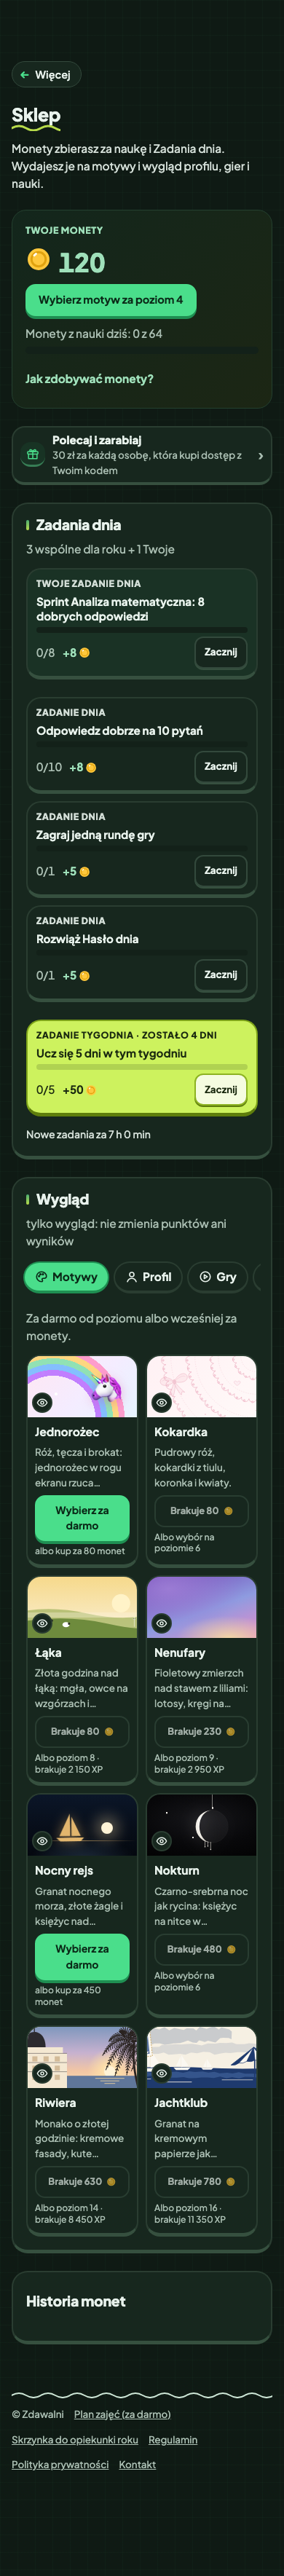 Więcej
Sklep
Monety zbierasz za naukę i Zadania dnia.
Wydajesz je na motywy i wygląd profilu, gier i
nauki.
TWOJE MONETY
120
Wybierz motyw za poziom 4
Monety z nauki dziś: 0 z 64
Jak zdobywać monety?
Polecaj i zarabiaj
30 zł za każdą osobę, która kupi dostęp z
Twoim kodem
Zadania dnia
3 wspólne dla roku + 1 Twoje
TWOJE ZADANIE DNIA
Sprint Analiza matematyczna: 8
dobrych odpowiedzi
0/8 +8 Zacznij
ZADANIE DNIA
Odpowiedz dobrze na 10 pytań
0/10 +8 Zacznij
ZADANIE DNIA
Zagraj jedną rundę gry
0/1 +5 Zacznij
ZADANIE DNIA
Rozwiąż Hasło dnia
0/1 +5 Zacznij
ZADANIE TYGODNIA · ZOSTAŁO 4 DNI
Ucz się 5 dni w tym tygodniu
0/5 +50 Zacznij
Nowe zadania za 7 h 0 min
Wygląd
tylko wygląd: nie zmienia punktów ani
wyników
Motywy Profil Gry
Za darmo od poziomu albo wcześniej za
monety.
Jednorożec
Róż, tęcza i brokat:
jednorożec w rogu
ekranu rzuca…
Wybierz za
darmo
albo kup za 80 monet
Kokardka
Pudrowy róż,
kokardki z tiulu,
koronka i kwiaty.
Brakuje 80
Albo wybór na
poziomie 6
Łąka
Złota godzina nad
łąką: mgła, owce na
wzgórzach i…
Brakuje 80
Albo poziom 8 ·
brakuje 2 150 XP
Nenufary
Fioletowy zmierzch
nad stawem z liliami:
lotosy, kręgi na…
Brakuje 230
Albo poziom 9 ·
brakuje 2 950 XP
Nocny rejs
Granat nocnego
morza, złote żagle i
księżyc nad…
Wybierz za
darmo
albo kup za 450
monet
Nokturn
Czarno-srebrna noc
jak rycina: księżyc
na nitce w…
Brakuje 480
Albo wybór na
poziomie 6
Riwiera
Monako o złotej
godzinie: kremowe
fasady, kute…
Brakuje 630
Albo poziom 14 ·
brakuje 8 450 XP
Jachtklub
Granat na
kremowym
papierze jak…
Brakuje 780
Albo poziom 16 ·
brakuje 11 350 XP
Historia monet
© Zdawalni Plan zajęć (za darmo)
Skrzynka do opiekunki roku Regulamin
Polityka prywatności Kontakt